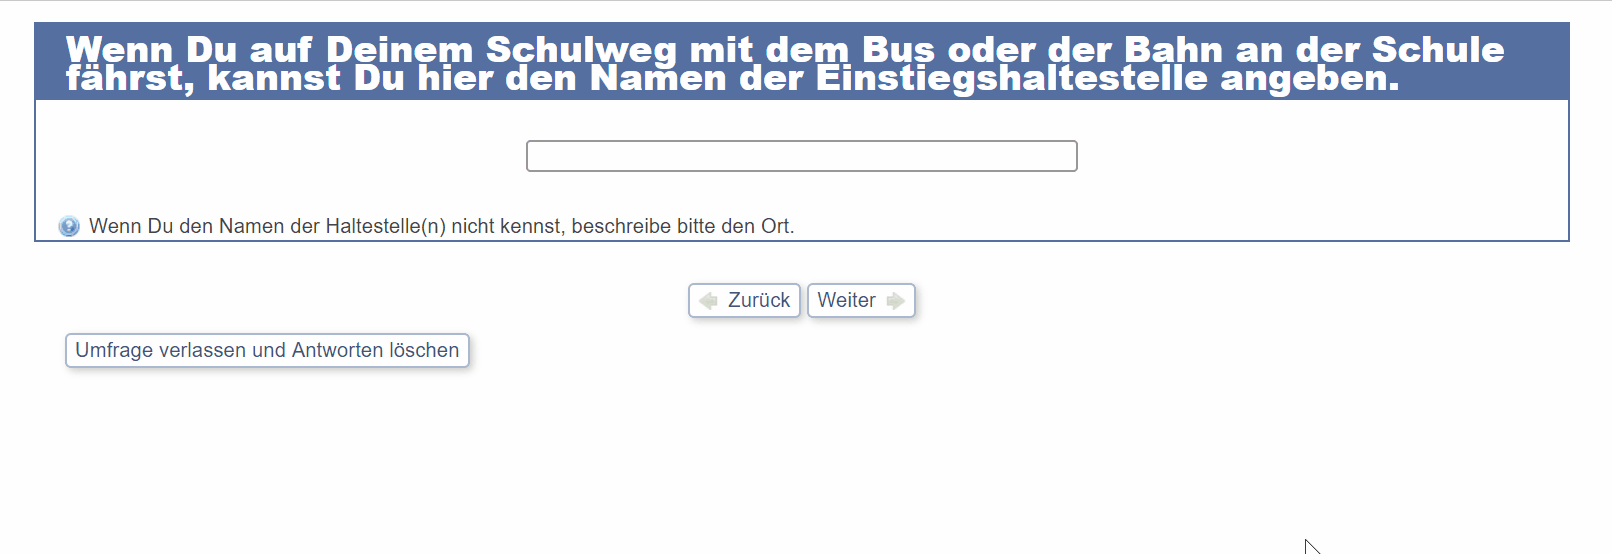 Wenn Du auf Deinem Schulweg mit dem Bus oder der Bahn an der Schule
fährst, kannst Du hier den Namen der Einstiegshaltestelle angeben.
Wenn Du den Namen der Haltestelle(n) nicht kennst, beschreibe bitte den Ort.
Zurück
Weiter
Umfrage verlassen und Antworten löschen